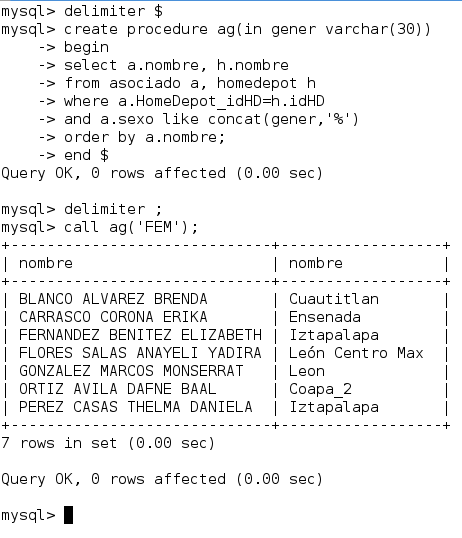 mysql> delimiter $
mysql> create procedure ag(in gener varchar(30))
    -> begin
    -> select a.nombre, h.nombre
    -> from asociado a, homedepot h
    -> where a.HomeDepot_idHD=h.idHD
    -> and a.sexo like concat(gener,'%')
    -> order by a.nombre;
    -> end $
Query OK, 0 rows affected (0.00 sec)

mysql> delimiter ;
mysql> call ag('FEM');
+-----------------------------+------------------+
| nombre                      | nombre           |
+-----------------------------+------------------+
| BLANCO ALVAREZ BRENDA       | Cuautitlan       |
| CARRASCO CORONA ERIKA       | Ensenada         |
| FERNANDEZ BENITEZ ELIZABETH | Iztapalapa       |
| FLORES SALAS ANAYELI YADIRA | León Centro Max  |
| GONZALEZ MARCOS MONSERRAT   | Leon             |
| ORTIZ AVILA DAFNE BAAL      | Coapa_2          |
| PEREZ CASAS THELMA DANIELA  | Iztapalapa       |
+-----------------------------+------------------+
7 rows in set (0.00 sec)

Query OK, 0 rows affected (0.00 sec)

mysql>